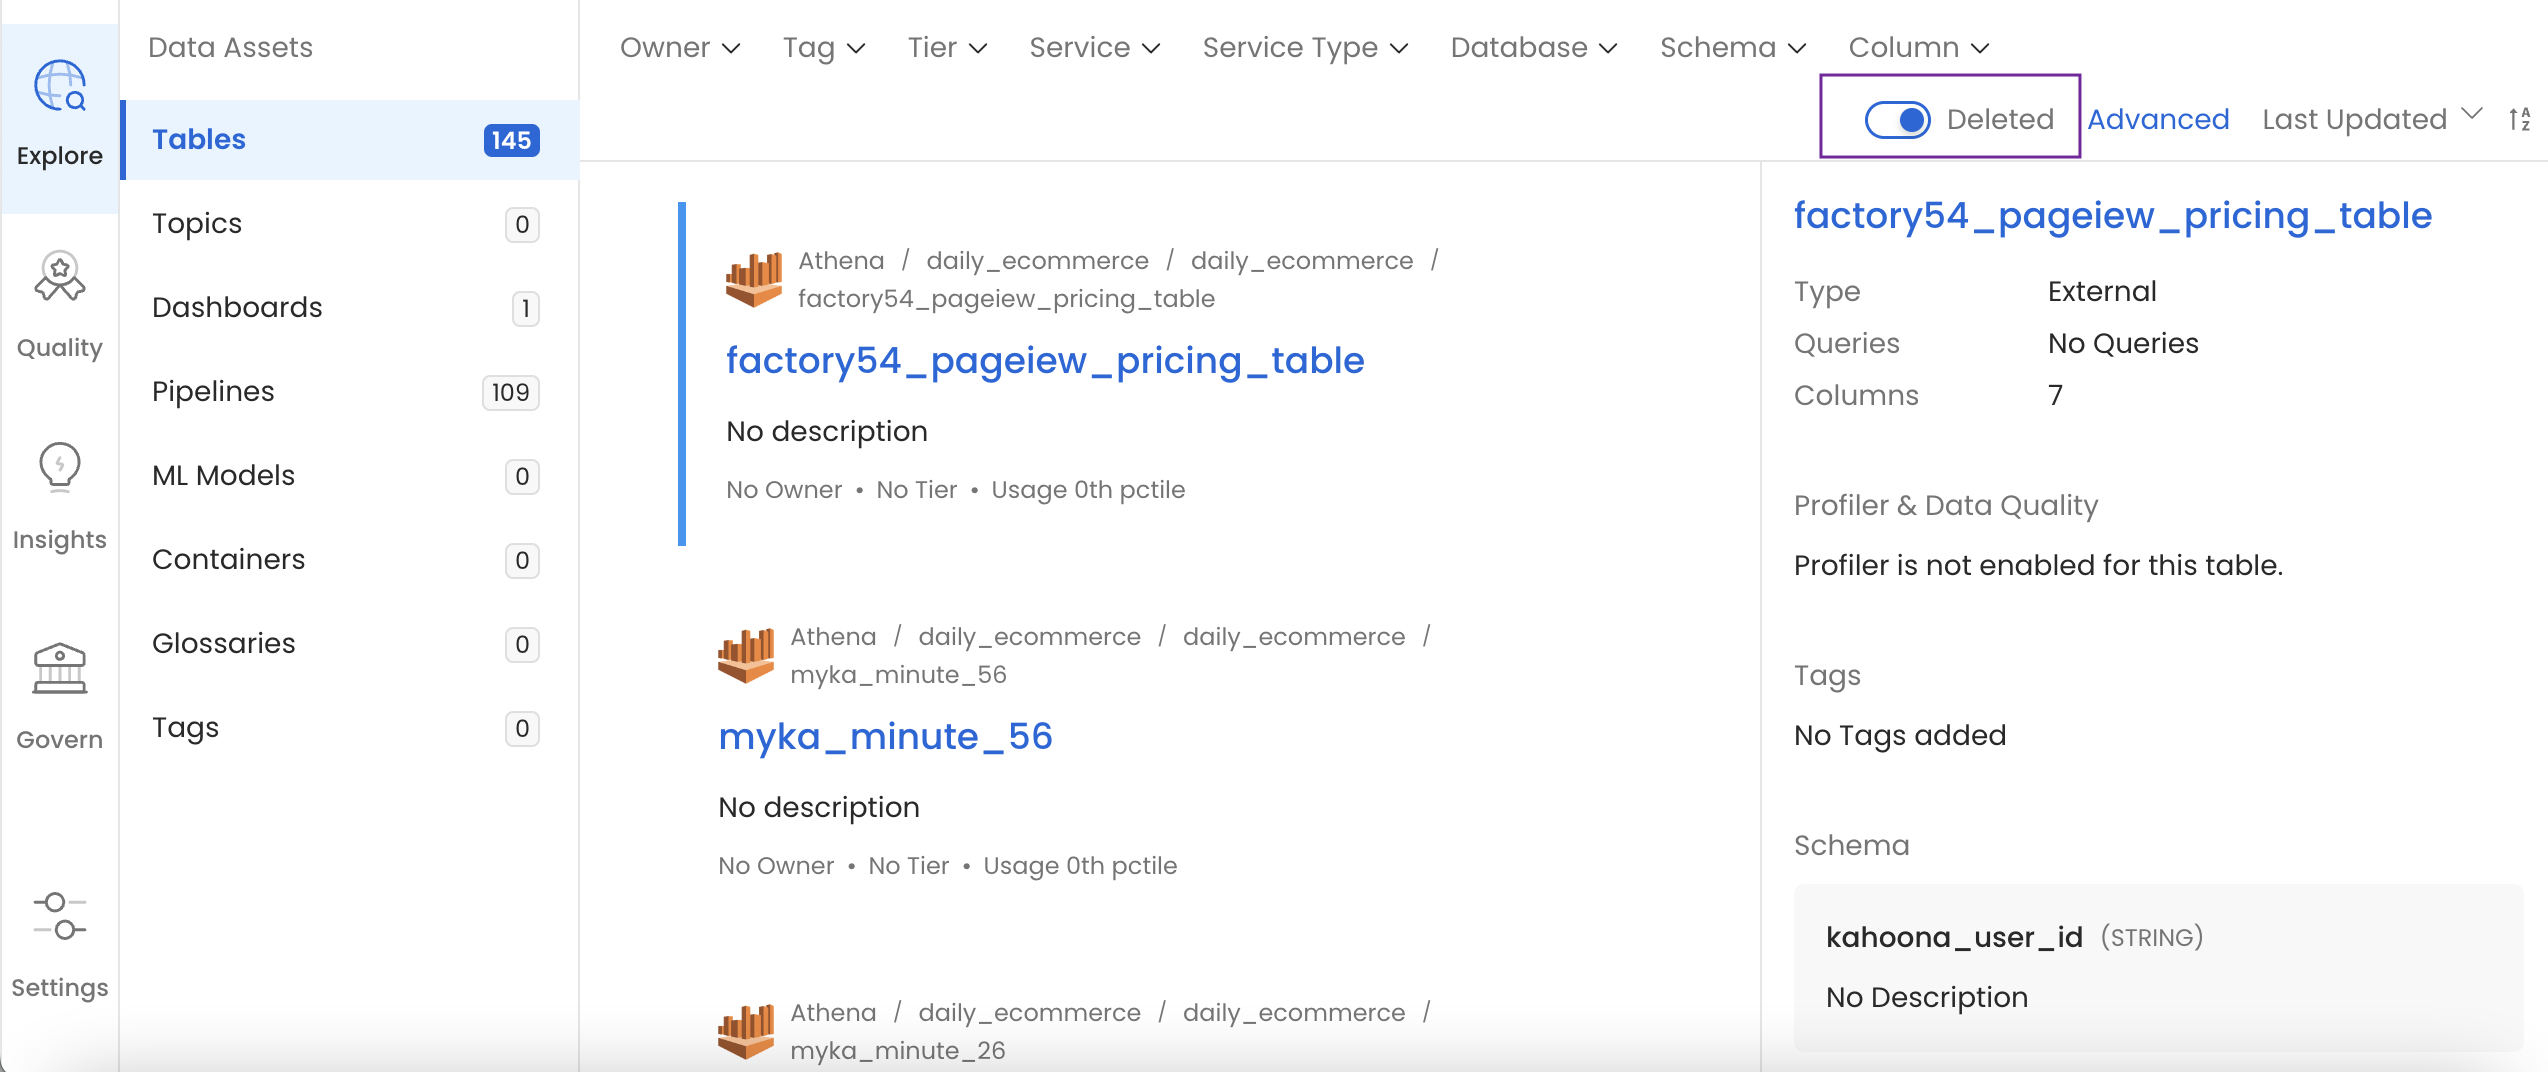 Explore
Quality
Insights
Govern
Settings
Data Assets
Tables 145
Topics 0
Dashboards 1
Pipelines 109
ML Models 0
Containers 0
Glossaries 0
Tags 0
Owner Tag Tier Service Service Type Database Schema Column
Deleted Advanced Last Updated AZ
Athena / daily_ecommerce / daily_ecommerce /
factory54_pageiew_pricing_table
factory54_pageiew_pricing_table
No description
No Owner • No Tier • Usage 0th pctile
Athena / daily_ecommerce / daily_ecommerce /
myka_minute_56
myka_minute_56
No description
No Owner • No Tier • Usage 0th pctile
Athena / daily_ecommerce / daily_ecommerce /
myka_minute_26
factory54_pageiew_pricing_table
Type External
Queries No Queries
Columns 7
Profiler & Data Quality
Profiler is not enabled for this table.
Tags
No Tags added
Schema
kahoona_user_id (STRING)
No Description